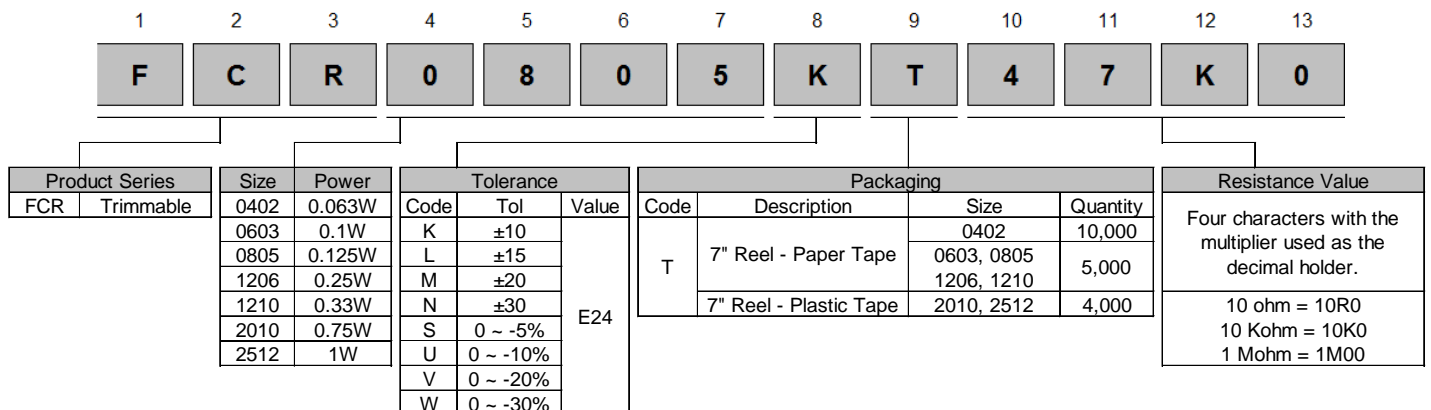 1 2 3 4 5 6 7 8 9 10 11 12 13
F C R 0 8 0 5 K T 4 7 K 0
Product Series
FCR Trimmable
Size Power
0402 0.063W
0603 0.1W
0805 0.125W
1206 0.25W
1210 0.33W
2010 0.75W
2512 1W
Tolerance
Code Tol Value
K ±10
L ±15
M ±20
N ±30
S 0 ~ -5%
U 0 ~ -10%
V 0 ~ -20%
W 0 ~ -30%
E24
Packaging
Code Description Size Quantity
T
7" Reel - Paper Tape
0402 10,000
0603, 0805
1206, 1210
5,000
7" Reel - Plastic Tape 2010, 2512 4,000
Resistance Value
Four characters with the
multiplier used as the
decimal holder.
10 ohm = 10R0
10 Kohm = 10K0
1 Mohm = 1M00